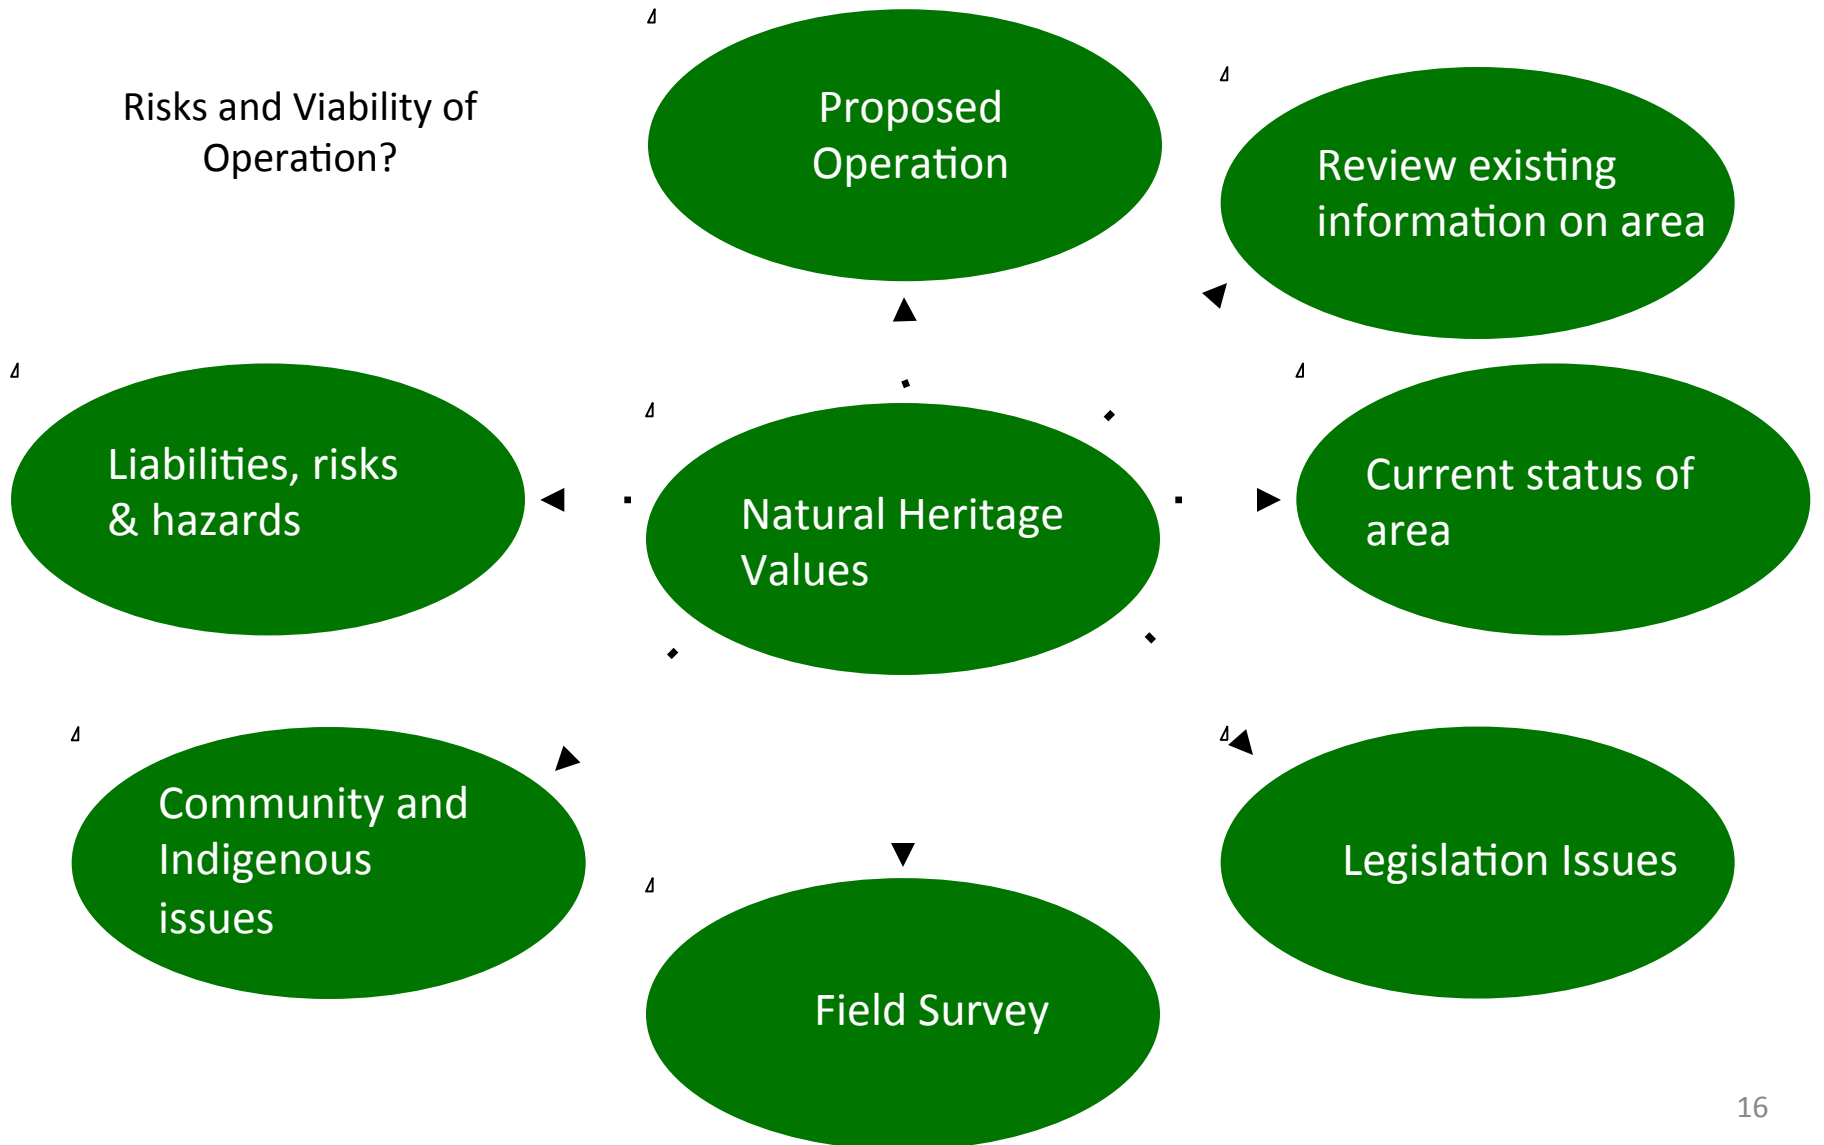 Risks and Viability of
Operation?
Proposed
Operation
Review existing
information on area
Liabilities, risks
& hazards
Natural Heritage
Values
Current status of
area
Community and
Indigenous
issues
Legislation Issues
Field Survey
16